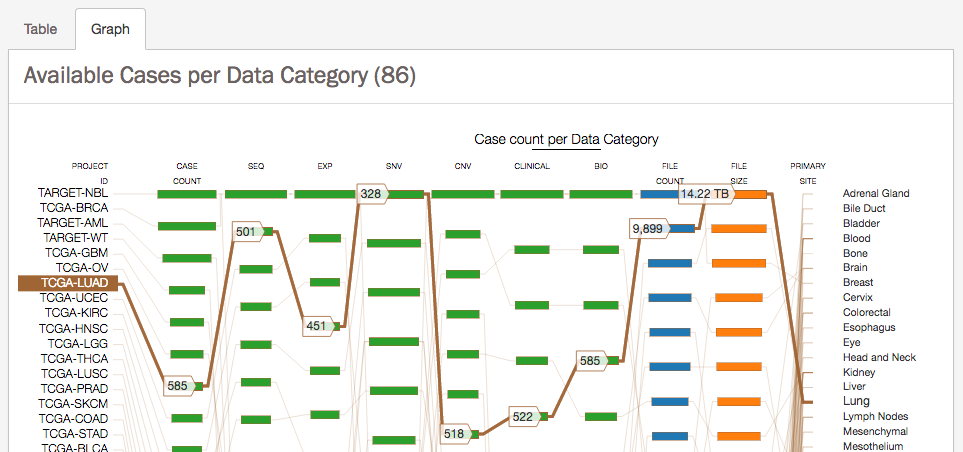 Table Graph
Available Cases per Data Category (86)
Case count per Data Category
PROJECT ID CASE COUNT SEQ EXP SNV CNV CLINICAL BIO FILE COUNT FILE SIZE PRIMARY SITE
TARGET-NBL 328 14.22 TB Adrenal Gland
TCGA-BRCA Bile Duct
TARGET-AML 501 9,899 Bladder
TARGET-WT Blood
TCGA-GBM Bone
TCGA-OV Brain
TCGA-LUAD Breast
TCGA-UCEC Cervix
TCGA-KIRC Colorectal
TCGA-HNSC 451 Esophagus
TCGA-LGG Eye
TCGA-THCA 585 Head and Neck
TCGA-LUSC Kidney
TCGA-PRAD 585 Liver
TCGA-SKCM Lung
TCGA-COAD 522 Lymph Nodes
TCGA-STAD 518 Mesenchymal
TCGA-BLCA Mesothelium